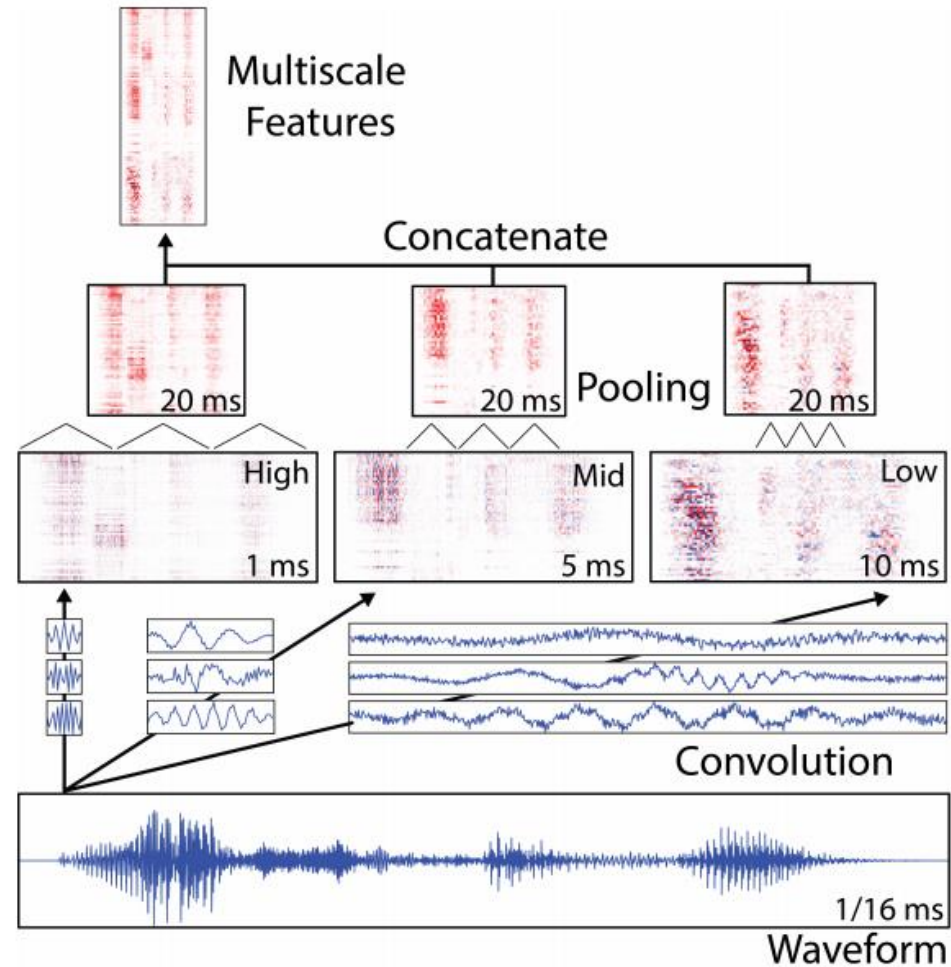 Multiscale
Features
Concatenate
20 ms
20 ms
Pooling
20 ms
High
1 ms
Mid
5 ms
Low
10 ms
Convolution
1/16 ms
Waveform